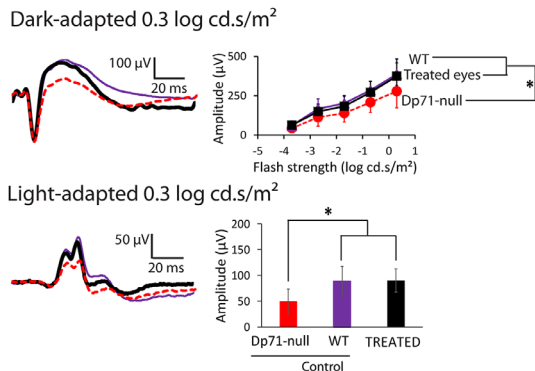 Dark-adapted 0.3 log cd.s/m²
100 µV
20 ms
Amplitude (µV)
500
250
0
-5 -4 -3 -2 -1 0 1
Flash strength (log cd.s/m²)
WT
Treated eyes
Dp71-null
*
Light-adapted 0.3 log cd.s/m²
50 µV
20 ms
Amplitude (µV)
200
150
100
50
0
*
Dp71-null WT TREATED
Control